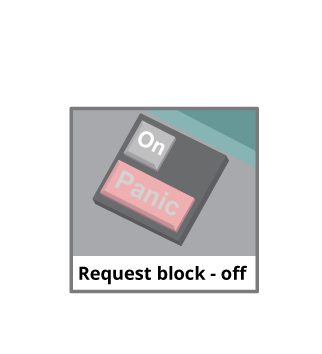 On
Panic
Request block - off